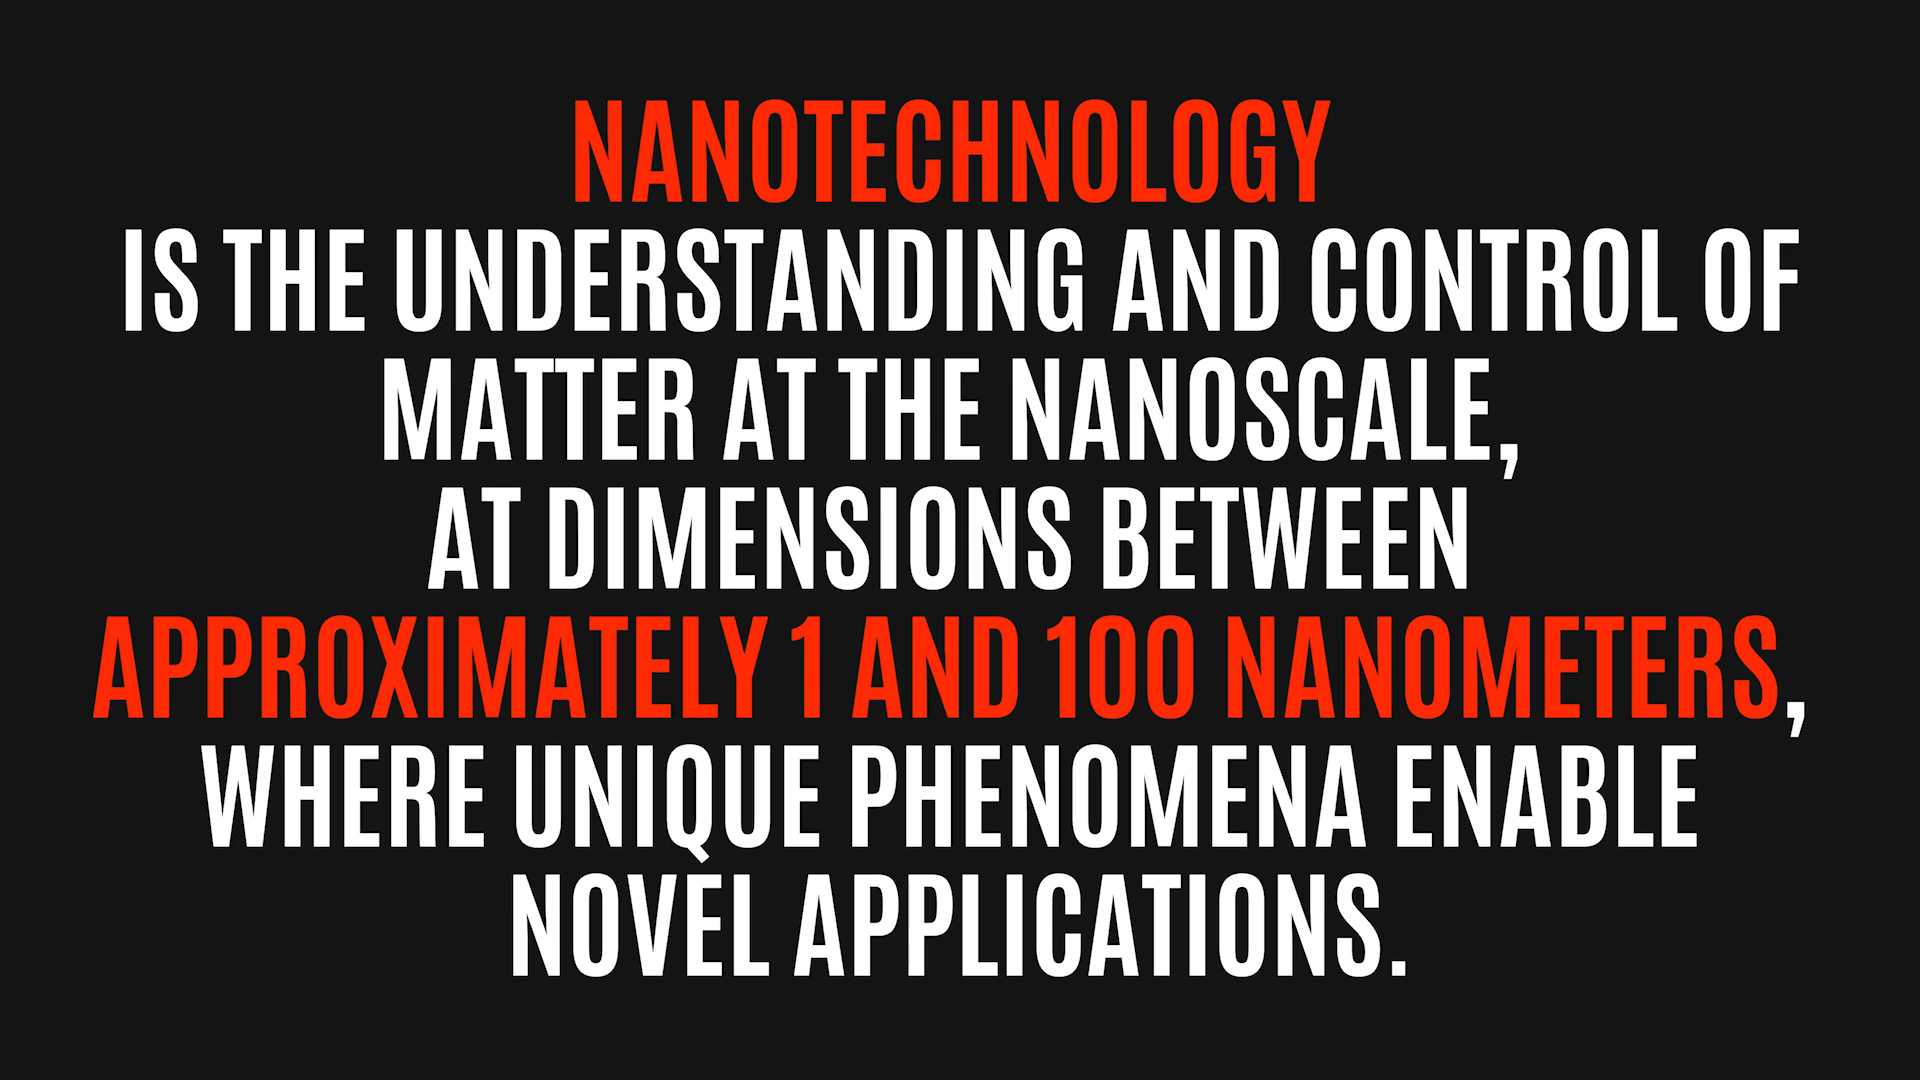 NANOTECHNOLOGY
IS THE UNDERSTANDING AND CONTROL OF
MATTER AT THE NANOSCALE,
AT DIMENSIONS BETWEEN
APPROXIMATELY 1 AND 100 NANOMETERS,
WHERE UNIQUE PHENOMENA ENABLE
NOVEL APPLICATIONS.